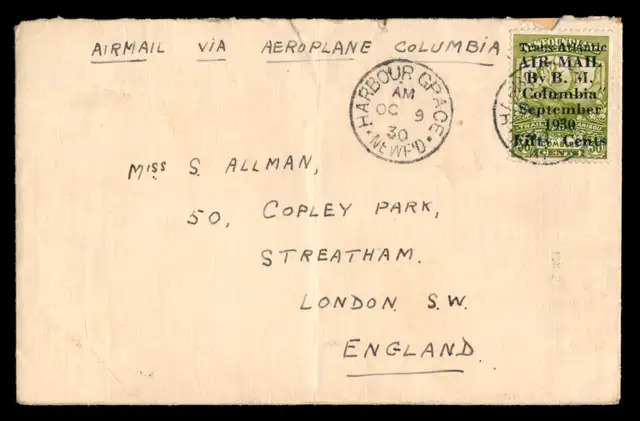 AIRMAIL VIA AEROPLANE COLUMBIA
HARBOUR GRACE
AM
OC 9
30
NEWF'D
Trans-Atlantic
AIR MAIL
By B. M.
"Columbia"
September
1930
Fifty Cents
MISS S. ALLMAN,
50, COPLEY PARK,
STREATHAM.
LONDON S.W.
ENGLAND.